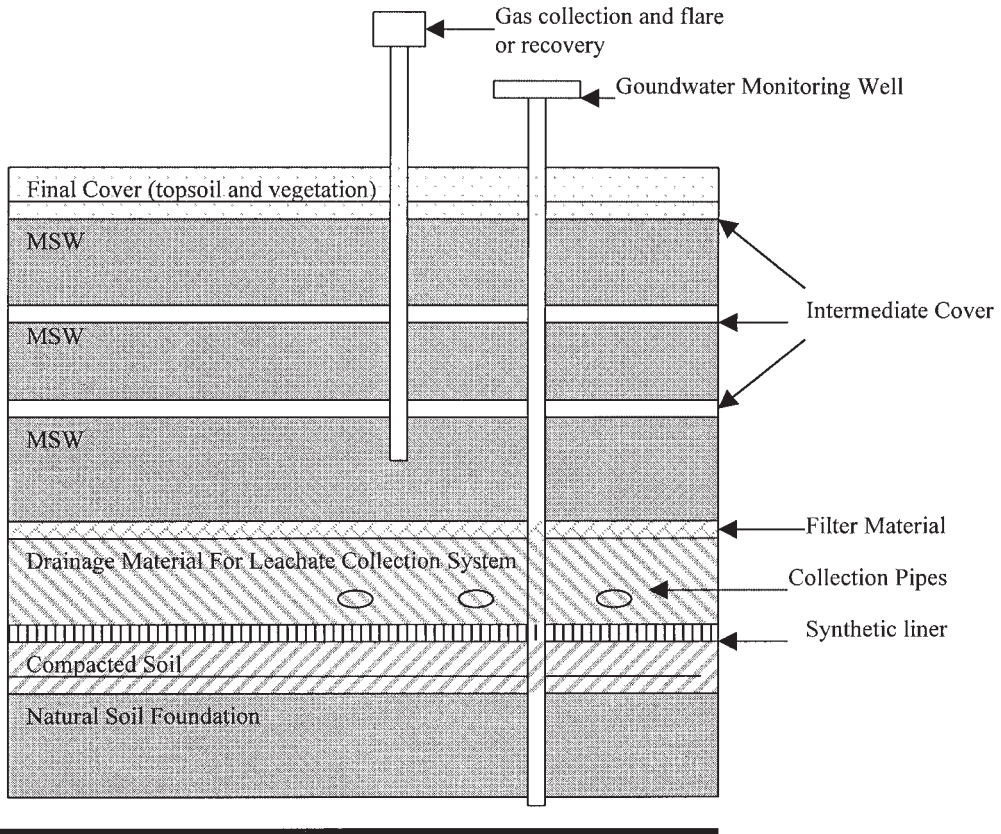 Gas collection and flare
or recovery
Goundwater Monitoring Well
Final Cover (topsoil and vegetation)
MSW
Intermediate Cover
MSW
MSW
Filter Material
Drainage Material For Leachate Collection System
Collection Pipes
Synthetic liner
Compacted Soil
Natural Soil Foundation